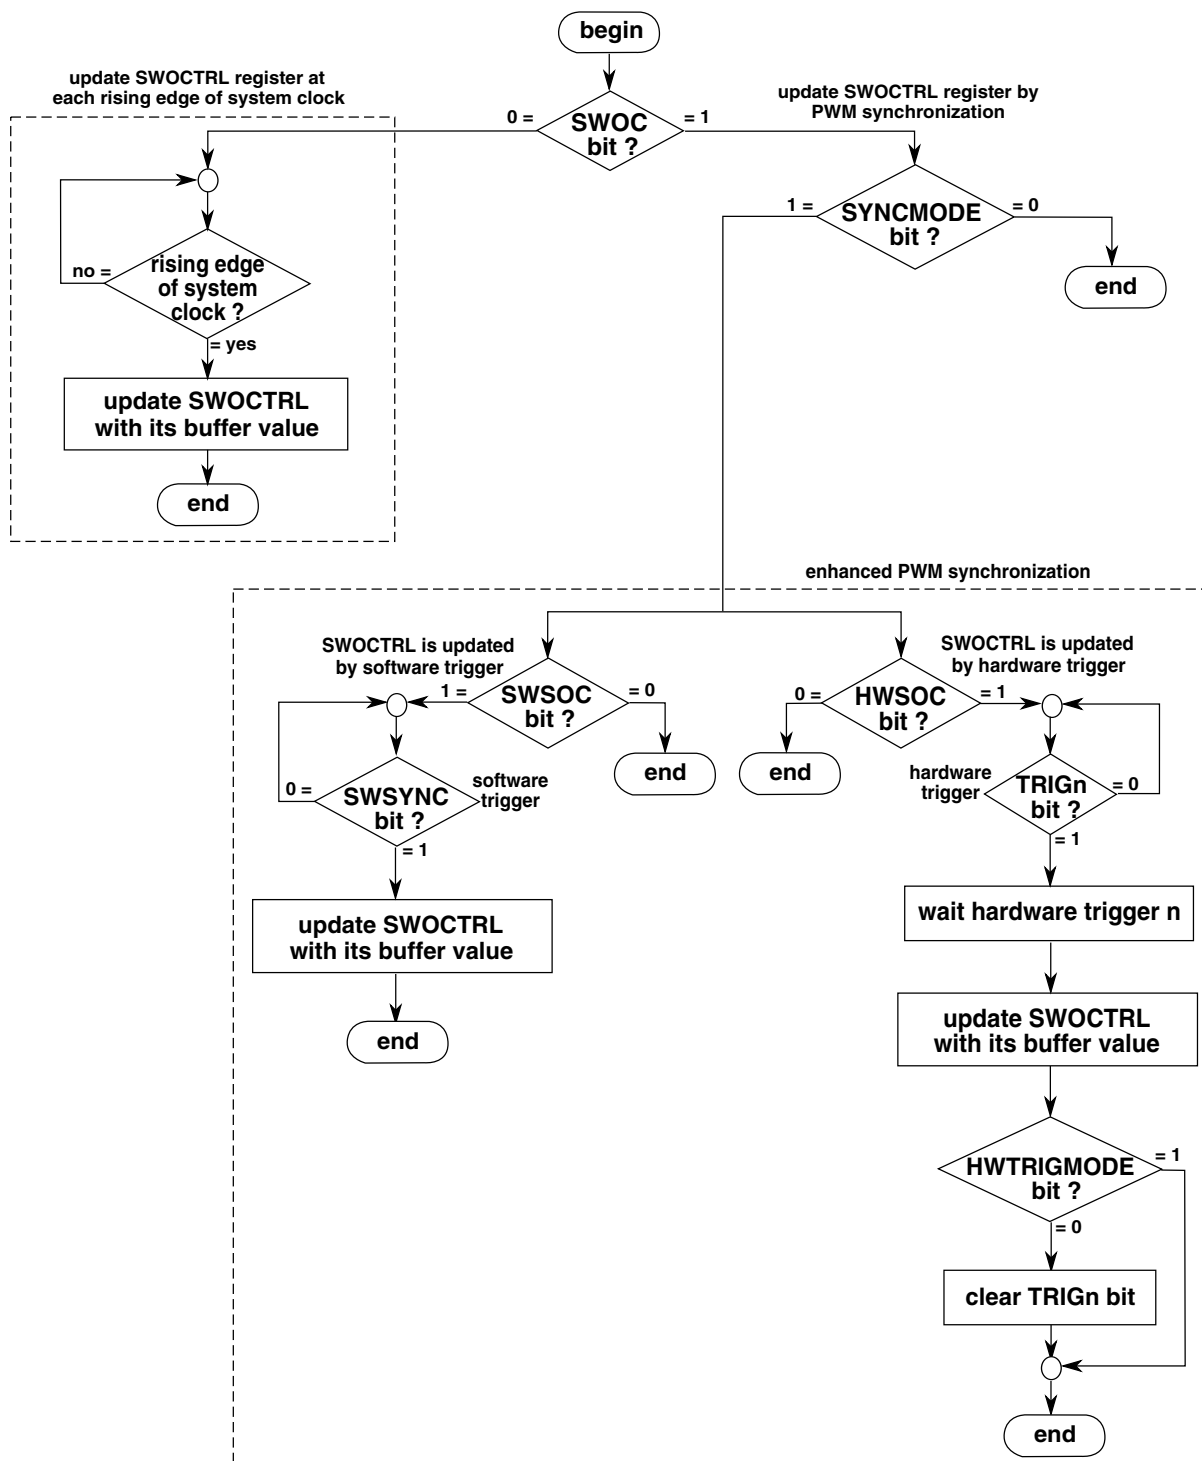 begin
update SWOCTRL register at
each rising edge of system clock
update SWOCTRL register by
PWM synchronization
0 =
SWOC
bit ?
= 1
1 =
SYNCMODE
bit ?
= 0
end
no =
rising edge
of system
clock ?
= yes
update SWOCTRL
with its buffer value
end
enhanced PWM synchronization
SWOCTRL is updated
by software trigger
SWOCTRL is updated
by hardware trigger
1 =
SWSOC
bit ?
= 0
0 =
HWSOC
bit ?
= 1
end
end
0 =
SWSYNC
bit ?
software
trigger
= 1
hardware
trigger
TRIGn
bit ?
= 0
= 1
update SWOCTRL
with its buffer value
end
wait hardware trigger n
update SWOCTRL
with its buffer value
HWTRIGMODE
bit ?
= 1
= 0
clear TRIGn bit
end